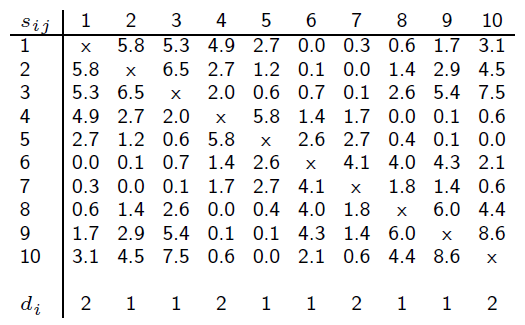 s_{ij} 1 2 3 4 5 6 7 8 9 10
1 x 5.8 5.3 4.9 2.7 0.0 0.3 0.6 1.7 3.1
2 5.8 x 6.5 2.7 1.2 0.1 0.0 1.4 2.9 4.5
3 5.3 6.5 x 2.0 0.6 0.7 0.1 2.6 5.4 7.5
4 4.9 2.7 2.0 x 5.8 1.4 1.7 0.0 0.1 0.6
5 2.7 1.2 0.6 5.8 x 2.6 2.7 0.4 0.1 0.0
6 0.0 0.1 0.7 1.4 2.6 x 4.1 4.0 4.3 2.1
7 0.3 0.0 0.1 1.7 2.7 4.1 x 1.8 1.4 0.6
8 0.6 1.4 2.6 0.0 0.4 4.0 1.8 x 6.0 4.4
9 1.7 2.9 5.4 0.1 0.1 4.3 1.4 6.0 x 8.6
10 3.1 4.5 7.5 0.6 0.0 2.1 0.6 4.4 8.6 x
d_i 2 1 1 2 1 1 2 1 1 2